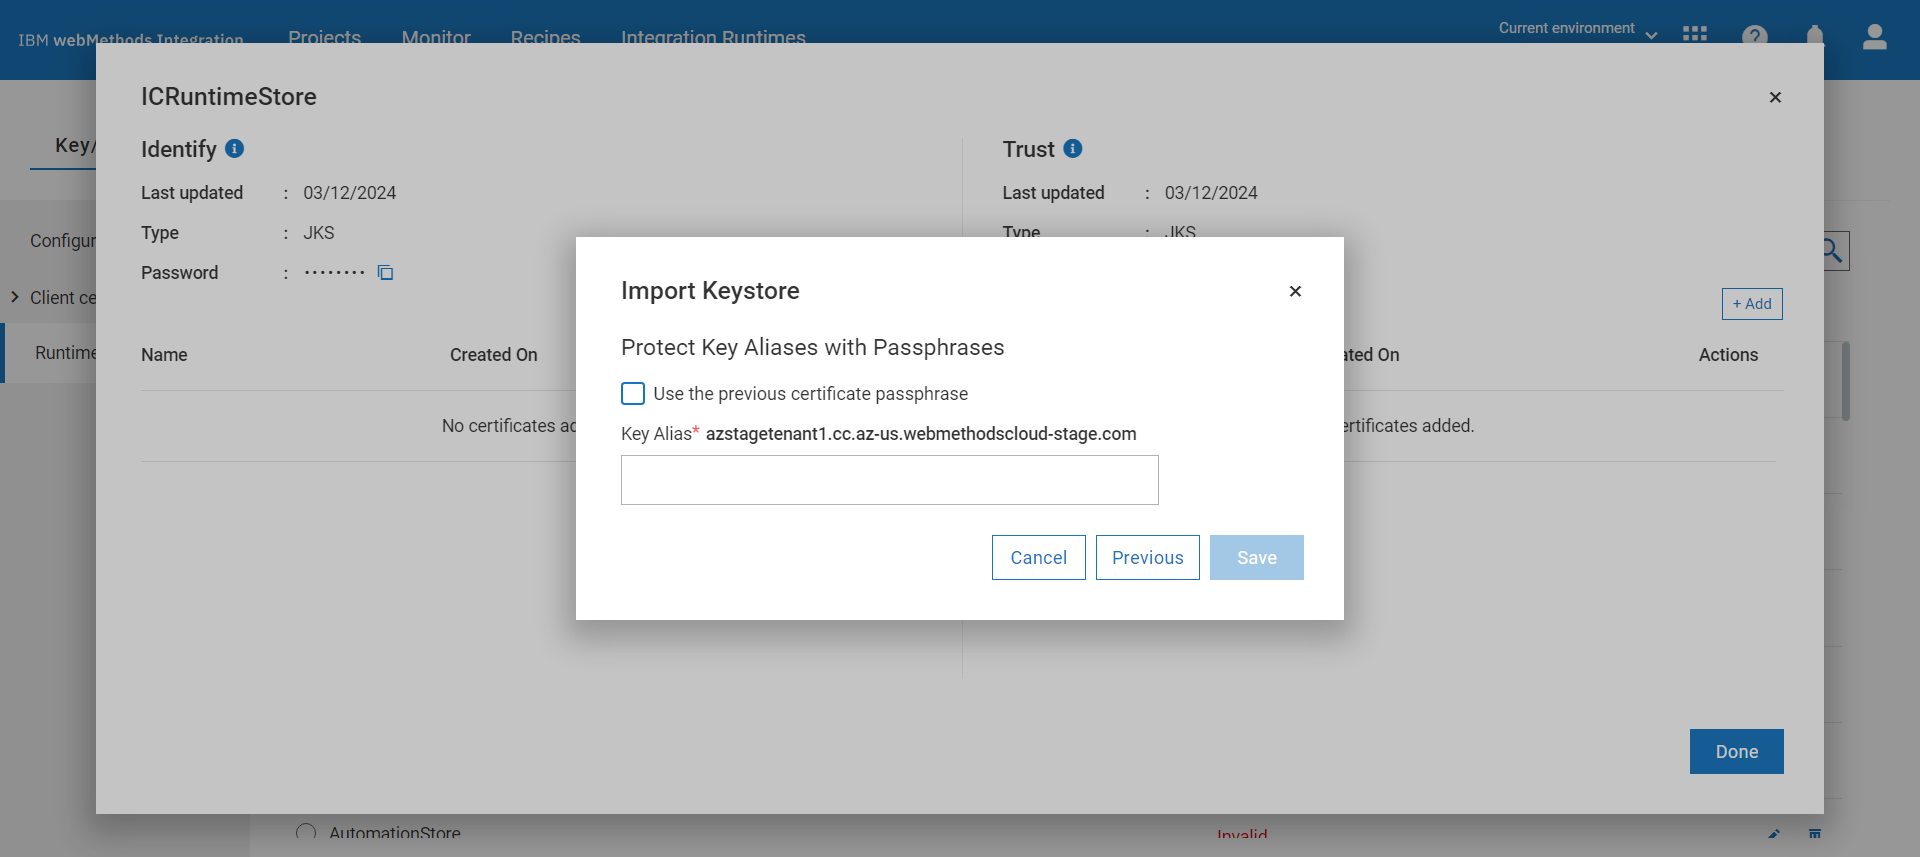 IBM webMethods Integration Projects Monitor Recipes Integration Runtimes Current environment
ICRuntimeStore
Key/
Identify
Last updated : 03/12/2024
Type : JKS
Password : ••••••••
Name Created On
No certificates ad
Trust
Last updated : 03/12/2024
Type : JKS
+ Add
ated On Actions
ertificates added.
Configur
Client ce
Runtime
Import Keystore
Protect Key Aliases with Passphrases
Use the previous certificate passphrase
Key Alias* azstagetenant1.cc.az-us.webmethodscloud-stage.com
Cancel Previous Save
Done
AutomationStore Invalid